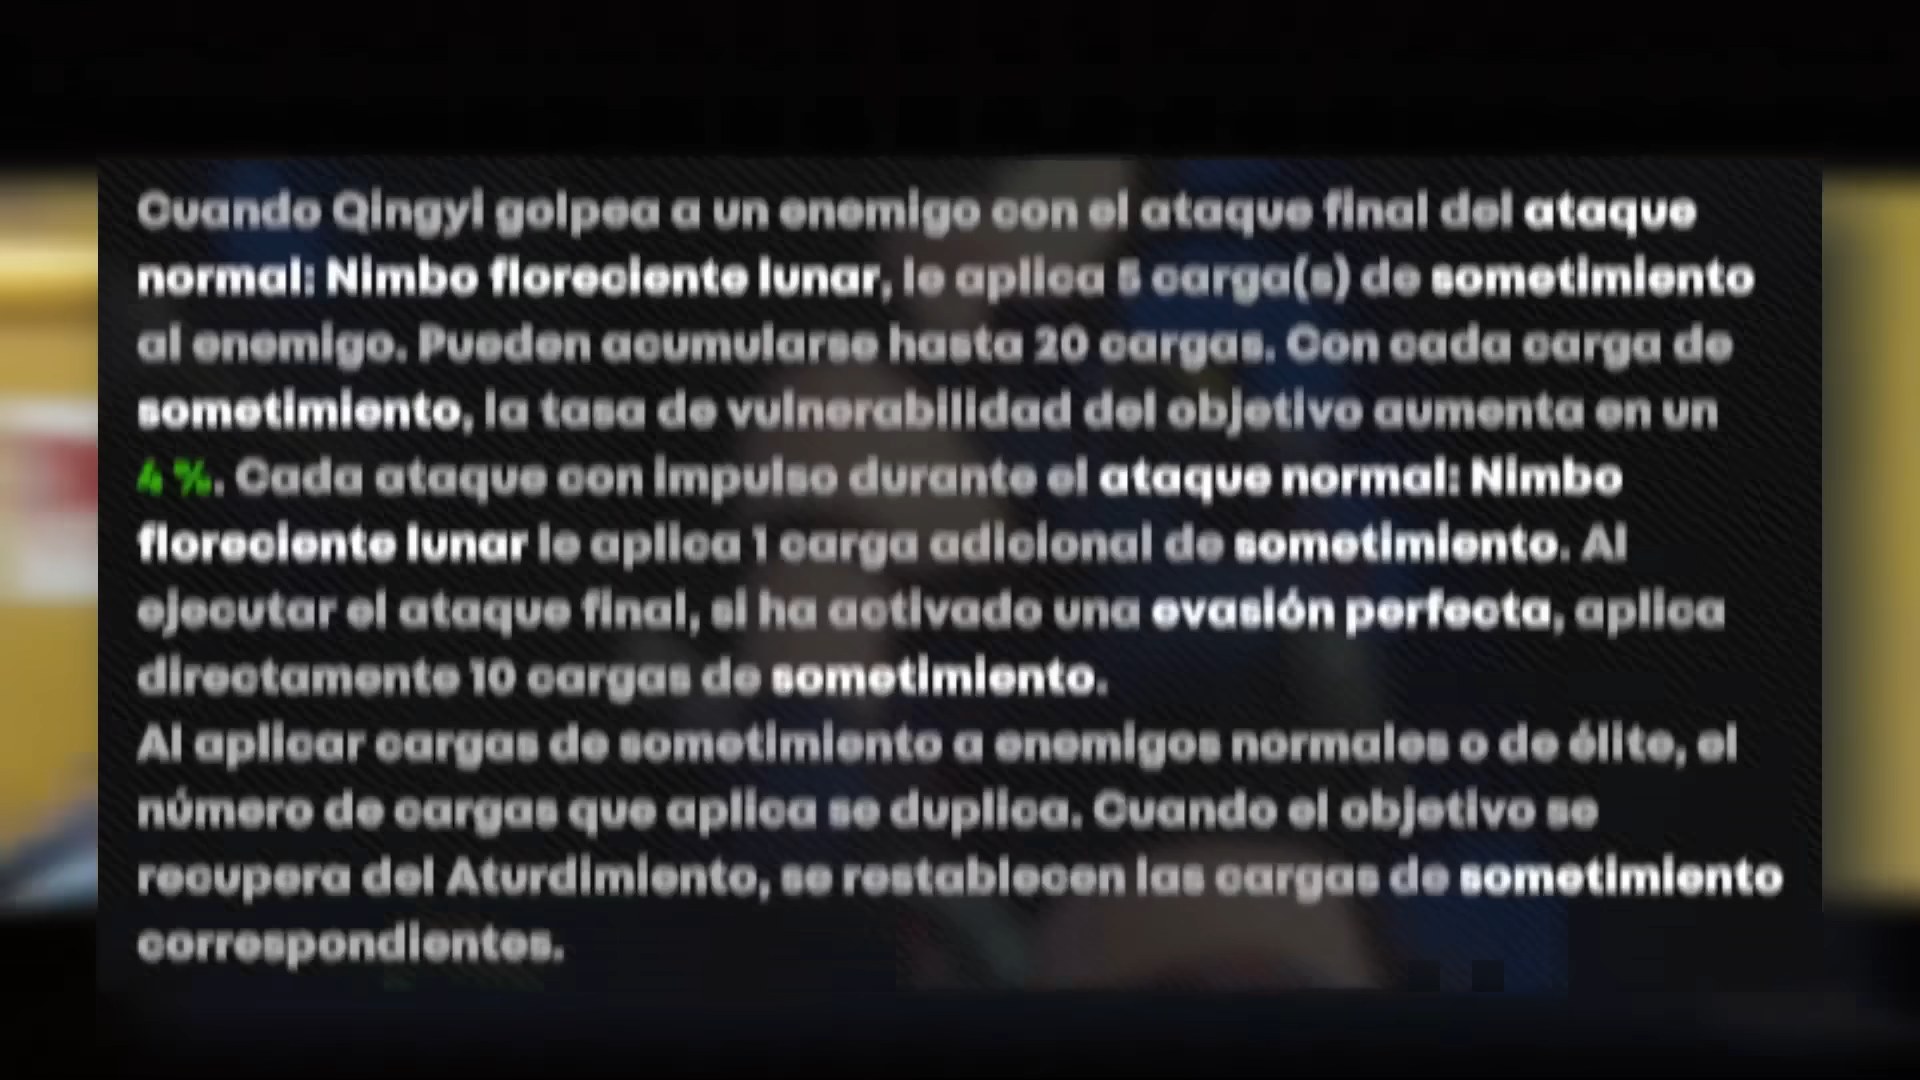 Cuando Qingyi golpea a un enemigo con el ataque final del ataque
normal: Nimbo floreciente lunar, le aplica 5 carga(s) de sometimiento
al enemigo. Pueden acumularse hasta 20 cargas. Con cada carga de
sometimiento, la tasa de vulnerabilidad del objetivo aumenta en un
4 %. Cada ataque con impulso durante el ataque normal: Nimbo
floreciente lunar le aplica 1 carga adicional de sometimiento. Al
ejecutar el ataque final, si ha activado una evasión perfecta, aplica
directamente 10 cargas de sometimiento.
Al aplicar cargas de sometimiento a enemigos normales o de élite, el
número de cargas que aplica se duplica. Cuando el objetivo se
recupera del Aturdimiento, se restablecen las cargas de sometimiento
correspondientes.